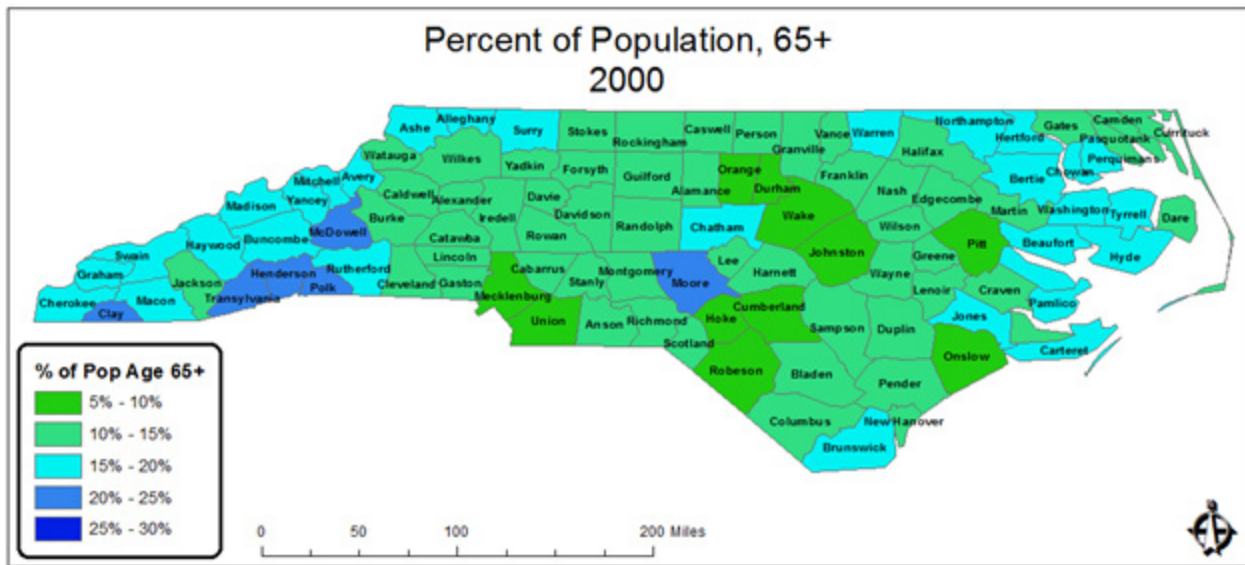 Percent of Population, 65+
2000
Ashe
Alleghany
Surry
Stokes
Rockingham
Caswell
Person
Granville
Vance
Warren
Northampton
Hertford
Gates
Camden
Pasquotank
Currituck
Perquimans
Chowan
Watauga
Wilkes
Yadkin
Forsyth
Guilford
Alamance
Orange
Durham
Franklin
Halifax
Bertie
Mitchell
Avery
Yancey
Caldwell
Alexander
Davie
Iredell
Davidson
Randolph
Chatham
Wake
Nash
Edgecombe
Martin
Washington
Tyrrell
Dare
Madison
Burke
McDowell
Catawba
Rowan
Wilson
Pitt
Beaufort
Hyde
Haywood
Buncombe
Swain
Graham
Jackson
Henderson
Rutherford
Lincoln
Cabarrus
Montgomery
Moore
Lee
Harnett
Johnston
Wayne
Greene
Lenoir
Craven
Pamlico
Cherokee
Clay
Macon
Transylvania
Polk
Cleveland
Gaston
Mecklenburg
Stanly
Union
Anson
Richmond
Scotland
Hoke
Cumberland
Sampson
Duplin
Jones
Onslow
Carteret
Robeson
Bladen
Pender
Columbus
New Hanover
Brunswick
% of Pop Age 65+
5% - 10%
10% - 15%
15% - 20%
20% - 25%
25% - 30%
0 50 100 200 Miles